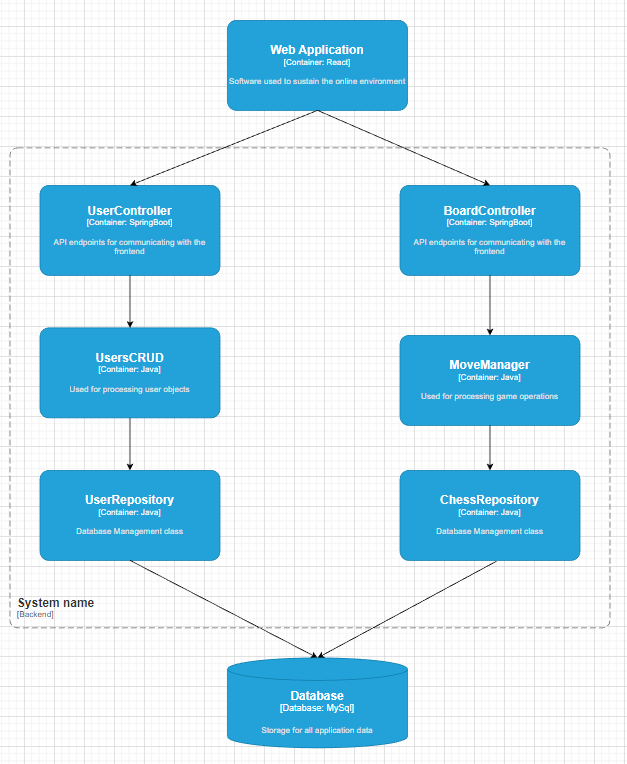 Web Application
[Container: React]
Software used to sustain the online environment
UserController
[Container: SpringBoot]
API endpoints for communicating with the
frontend
BoardController
[Container: SpringBoot]
API endpoints for communicating with the
frontend
UsersCRUD
[Container: Java]
Used for processing user objects
MoveManager
[Container: Java]
Used for processing game operations
UserRepository
[Container: Java]
Database Management class
ChessRepository
[Container: Java]
Database Management class
System name
[Backend]
Database
[Database: MySql]
Storage for all application data